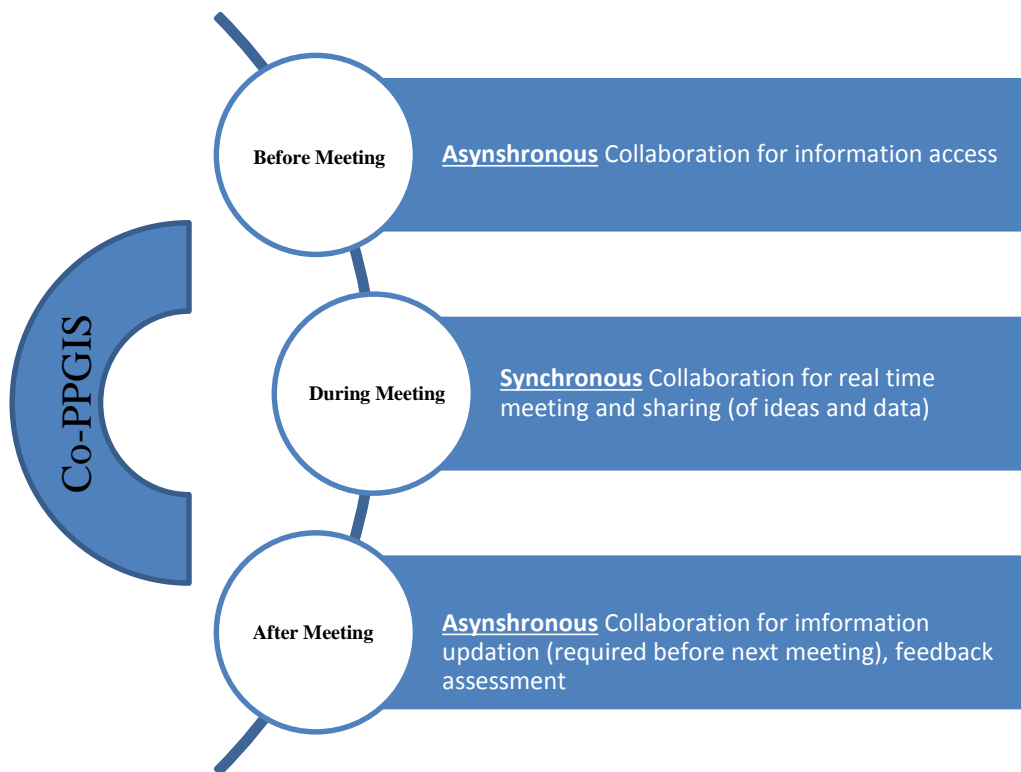 Co-PPGIS
Before Meeting
Asynshronous Collaboration for information access
During Meeting
Synchronous Collaboration for real time
meeting and sharing (of ideas and data)
After Meeting
Asynshronous Collaboration for imformation
updation (required before next meeting), feedback
assessment